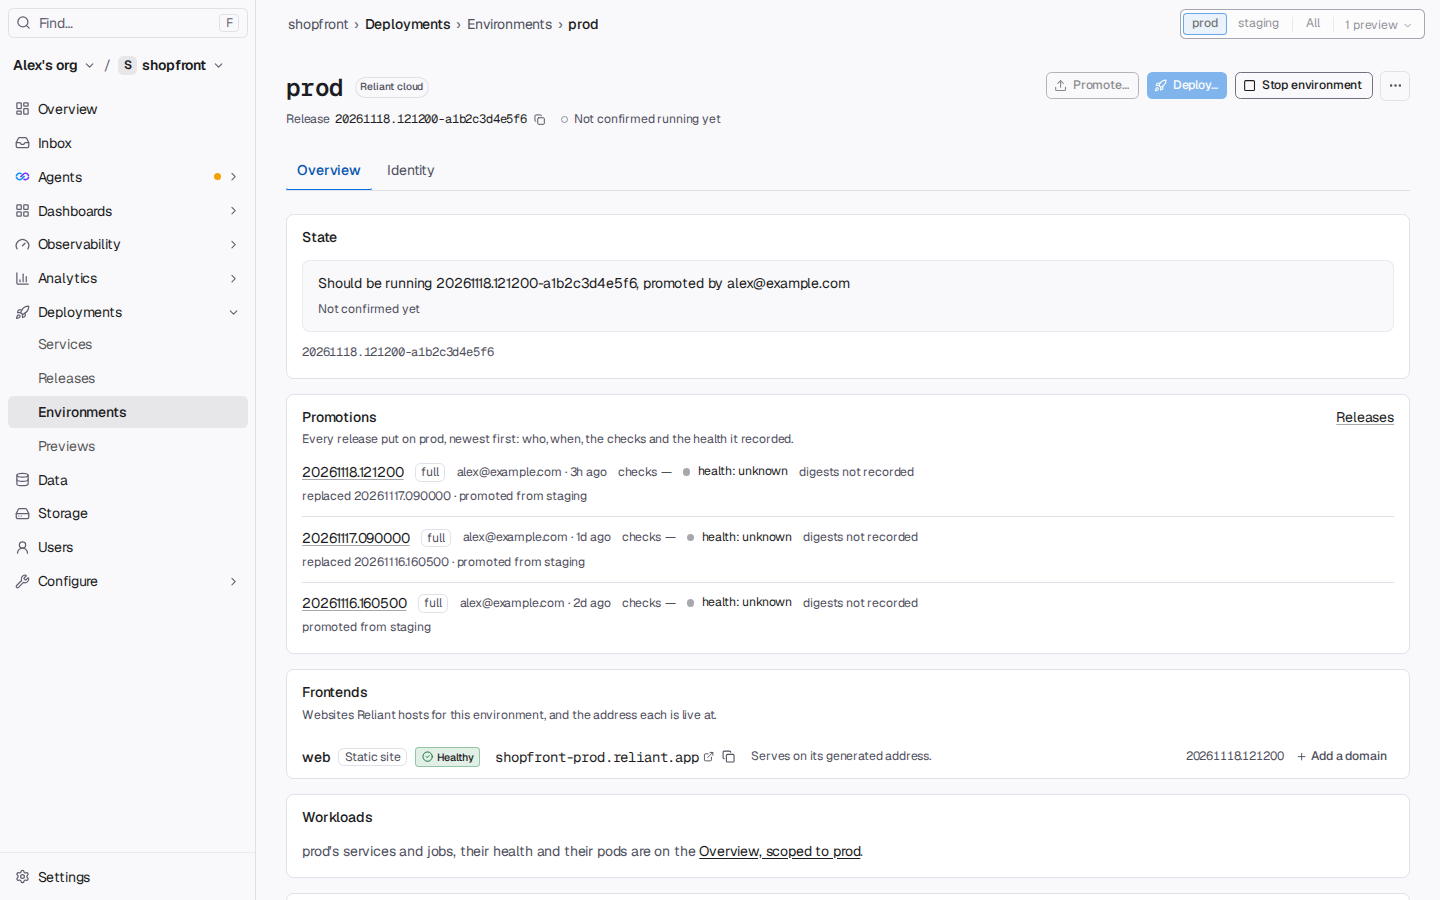 Find...
F
Alex's org / S shopfront
Overview
Inbox
Agents
Dashboards
Observability
Analytics
Deployments
Services
Releases
Environments
Previews
Data
Storage
Users
Configure
Settings
shopfront › Deployments › Environments › prod
prod staging All 1 preview
prod Reliant cloud
Promote... Deploy... Stop environment
Release 20261118.121200-a1b2c3d4e5f6 Not confirmed running yet
Overview Identity
State
Should be running 20261118.121200-a1b2c3d4e5f6, promoted by alex@example.com
Not confirmed yet
20261118.121200-a1b2c3d4e5f6
Promotions Releases
Every release put on prod, newest first: who, when, the checks and the health it recorded.
20261118.121200 full alex@example.com · 3h ago checks — health: unknown digests not recorded
replaced 20261117.090000 · promoted from staging
20261117.090000 full alex@example.com · 1d ago checks — health: unknown digests not recorded
replaced 20261116.160500 · promoted from staging
20261116.160500 full alex@example.com · 2d ago checks — health: unknown digests not recorded
promoted from staging
Frontends
Websites Reliant hosts for this environment, and the address each is live at.
web Static site Healthy shopfront-prod.reliant.app Serves on its generated address. 20261118.121200 + Add a domain
Workloads
prod's services and jobs, their health and their pods are on the Overview, scoped to prod.